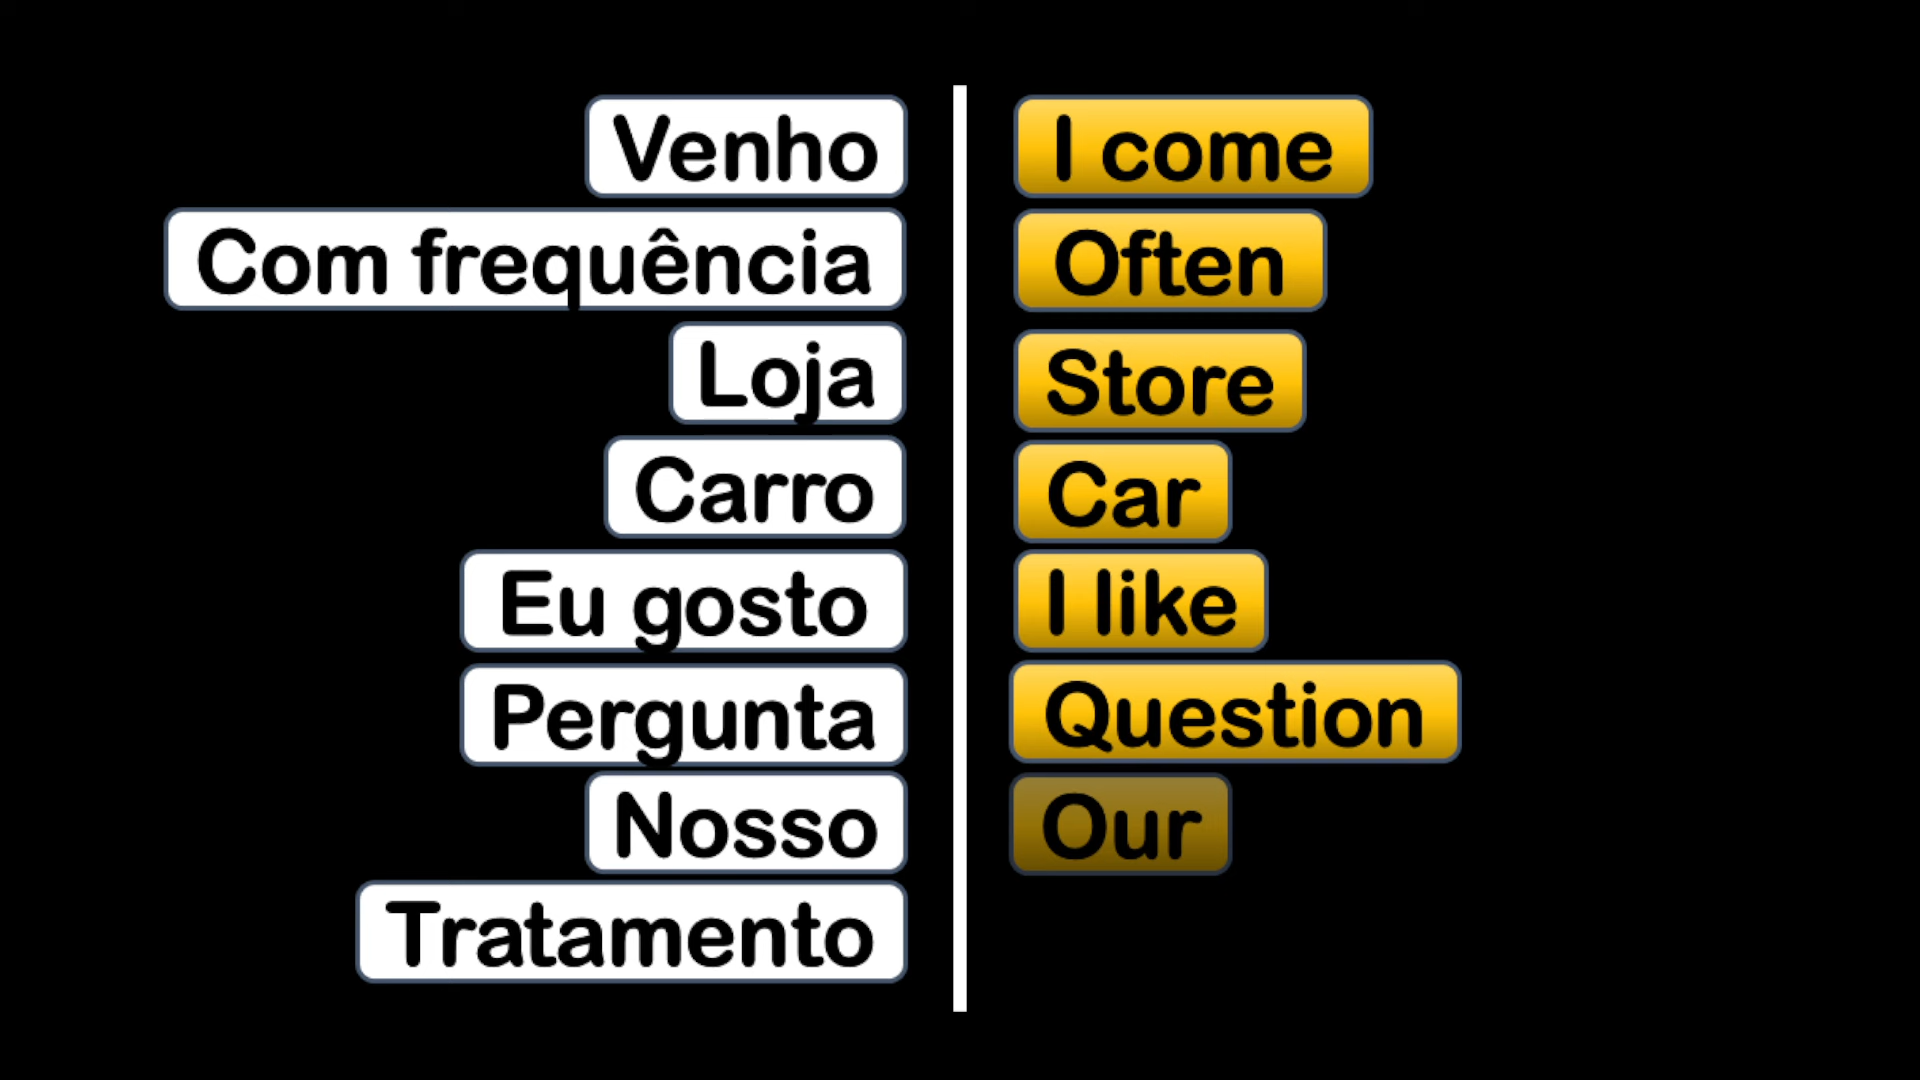 Venho I come
Com frequência Often
Loja Store
Carro Car
Eu gosto I like
Pergunta Question
Nosso Our
Tratamento